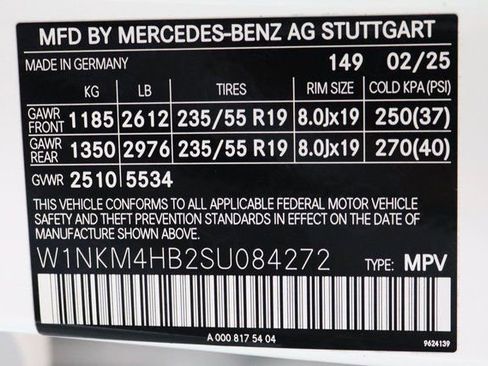 MFD BY MERCEDES-BENZ AG STUTTGART
MADE IN GERMANY 149 02/25
KG LB TIRES RIM SIZE COLD KPA (PSI)
GAWR FRONT 1185 2612 235/55 R19 8.0Jx19 250(37)
GAWR REAR 1350 2976 235/55 R19 8.0Jx19 270(40)
GVWR 2510 5534
THIS VEHICLE CONFORMS TO ALL APPLICABLE FEDERAL MOTOR VEHICLE
SAFETY AND THEFT PREVENTION STANDARDS IN EFFECT ON THE DATE OF
MANUFACTURE SHOWN ABOVE.
W1NKM4HB2SU084272 TYPE: MPV
A 000 817 54 04
9624139